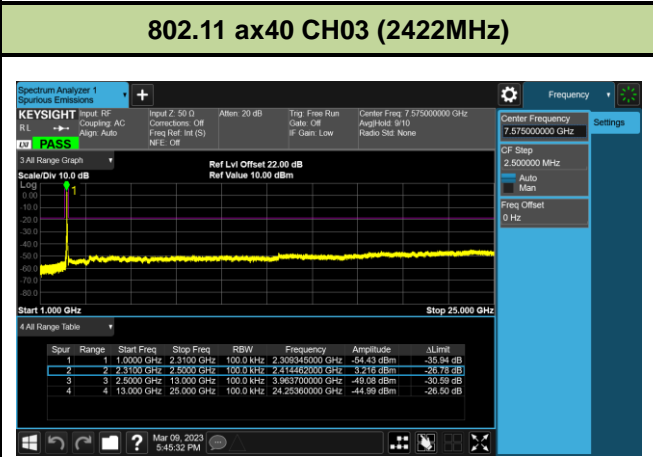 802.11 ax40 CH03 (2422MHz)
Spectrum Analyzer 1
Spurious Emissions
Frequency
KEYSIGHT
Input: RF
Coupling: AC
Align: Auto
Input Z: 50 Ω
Corrections: Off
Freq Ref: Int (S)
NFE: Off
Atten: 20 dB
Trig: Free Run
Gate: Off
IF Gain: Low
Center Freq: 7.575000000 GHz
Avg|Hold: 9/10
Radio Std: None
R L
LXI
PASS
Center Frequency
7.575000000 GHz
Settings
CF Step
2.500000 MHz
Auto
Man
Freq Offset
0 Hz
3 All Range Graph
Scale/Div 10.0 dB
Ref Lvl Offset 22.00 dB
Ref Value 10.00 dBm
Log
1
0.00
-10.0
-20.0
-30.0
-40.0
-50.0
-60.0
-70.0
-80.0
Start 1.000 GHz
Stop 25.000 GHz
4 All Range Table
Spur Range Start Freq Stop Freq RBW Frequency Amplitude ΔLimit
1 1 1.0000 GHz 2.3100 GHz 100.0 kHz 2.309345000 GHz -54.43 dBm -35.94 dB
2 2 2.3100 GHz 2.5000 GHz 100.0 kHz 2.414462000 GHz 3.216 dBm -26.78 dB
3 3 2.5000 GHz 13.000 GHz 100.0 kHz 3.963700000 GHz -49.08 dBm -30.59 dB
4 4 13.000 GHz 25.000 GHz 100.0 kHz 24.25360000 GHz -44.99 dBm -26.50 dB
?
Mar 09, 2023
5:45:32 PM